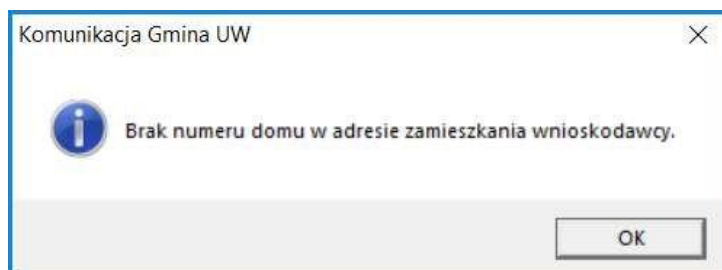 Komunikacja Gmina UW
Brak numeru domu w adresie zamieszkania wnioskodawcy.
OK